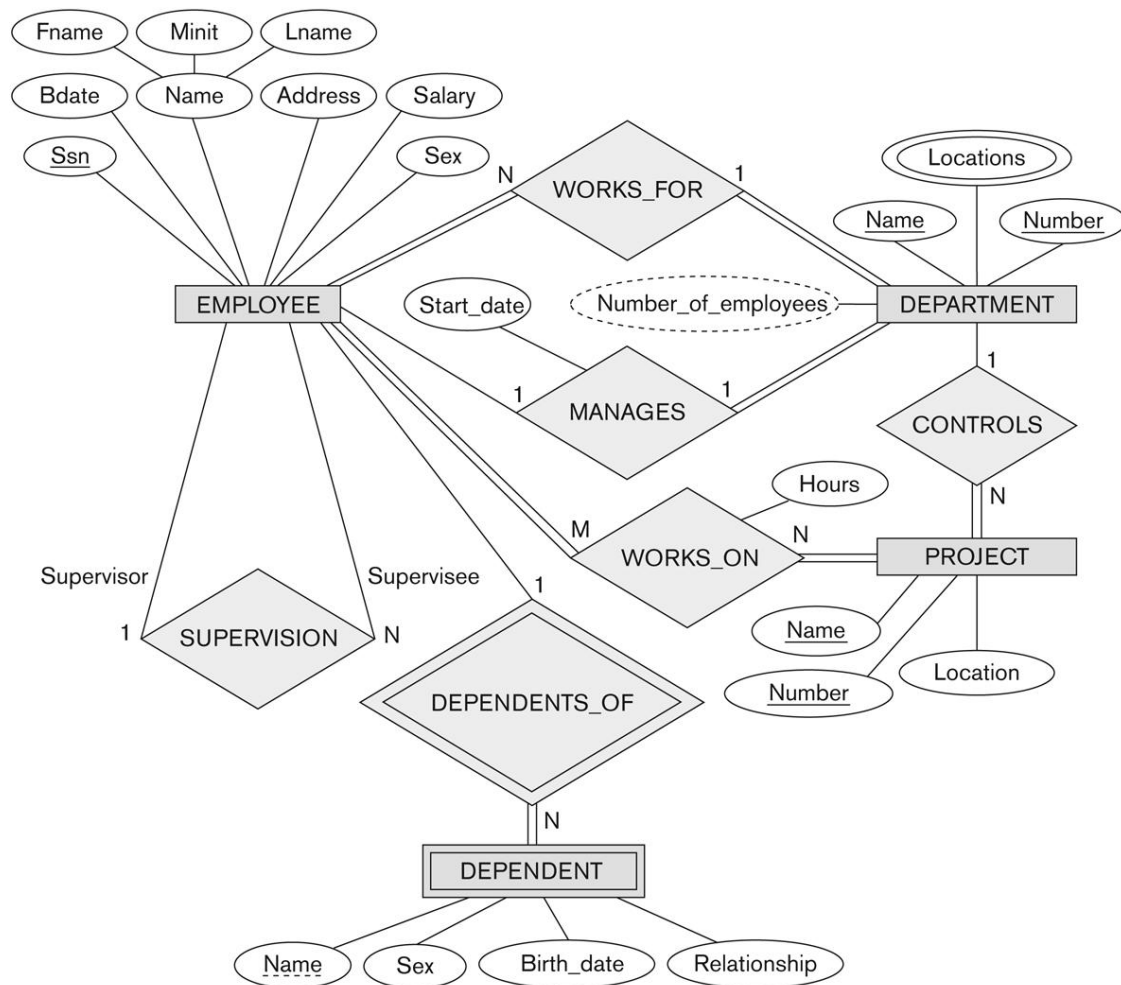 Fname
Minit
Lname
Bdate
Name
Address
Salary
Ssn
Sex
N
WORKS_FOR
1
Locations
Name
Number
EMPLOYEE
Start_date
Number_of_employees
DEPARTMENT
1
MANAGES
1
1
CONTROLS
N
Hours
M
WORKS_ON
N
PROJECT
Supervisor
Supervisee
1
SUPERVISION
N
1
Name
Number
Location
DEPENDENTS_OF
N
DEPENDENT
Name
Sex
Birth_date
Relationship